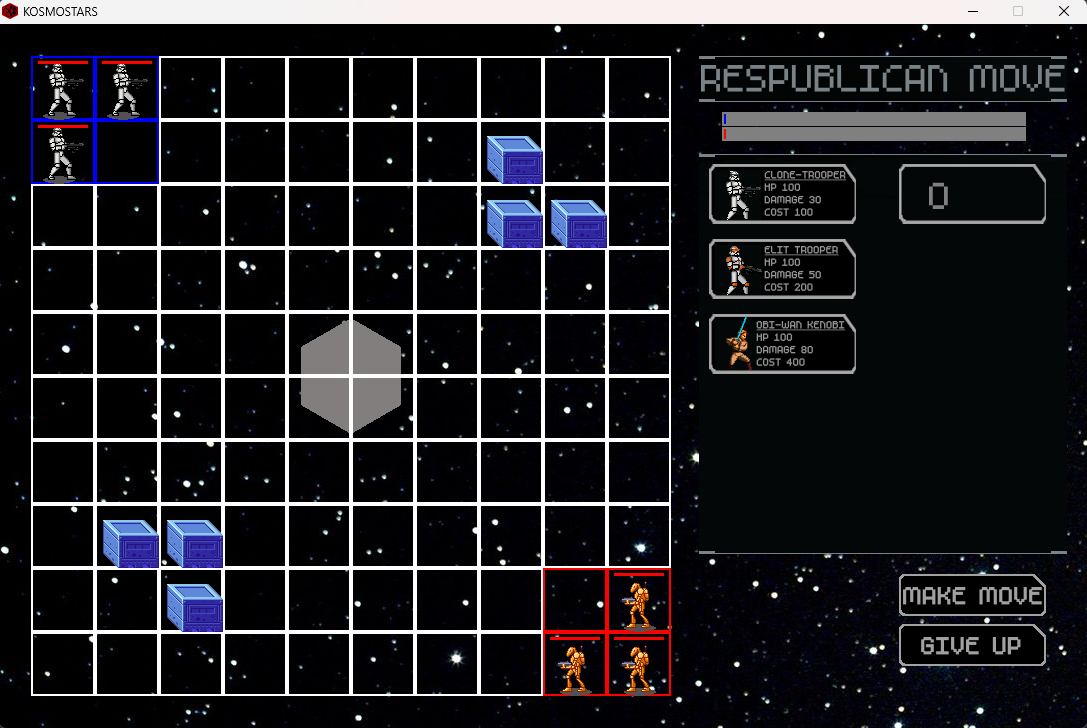 KOSMOSTARS
RESPUBLICAN MOVE
CLONE-TROOPER
HP 100
DAMAGE 30
COST 100
0
ELIT TROOPER
HP 100
DAMAGE 50
COST 200
OBI-WAN KENOBI
HP 100
DAMAGE 80
COST 400
MAKE MOVE
GIVE UP